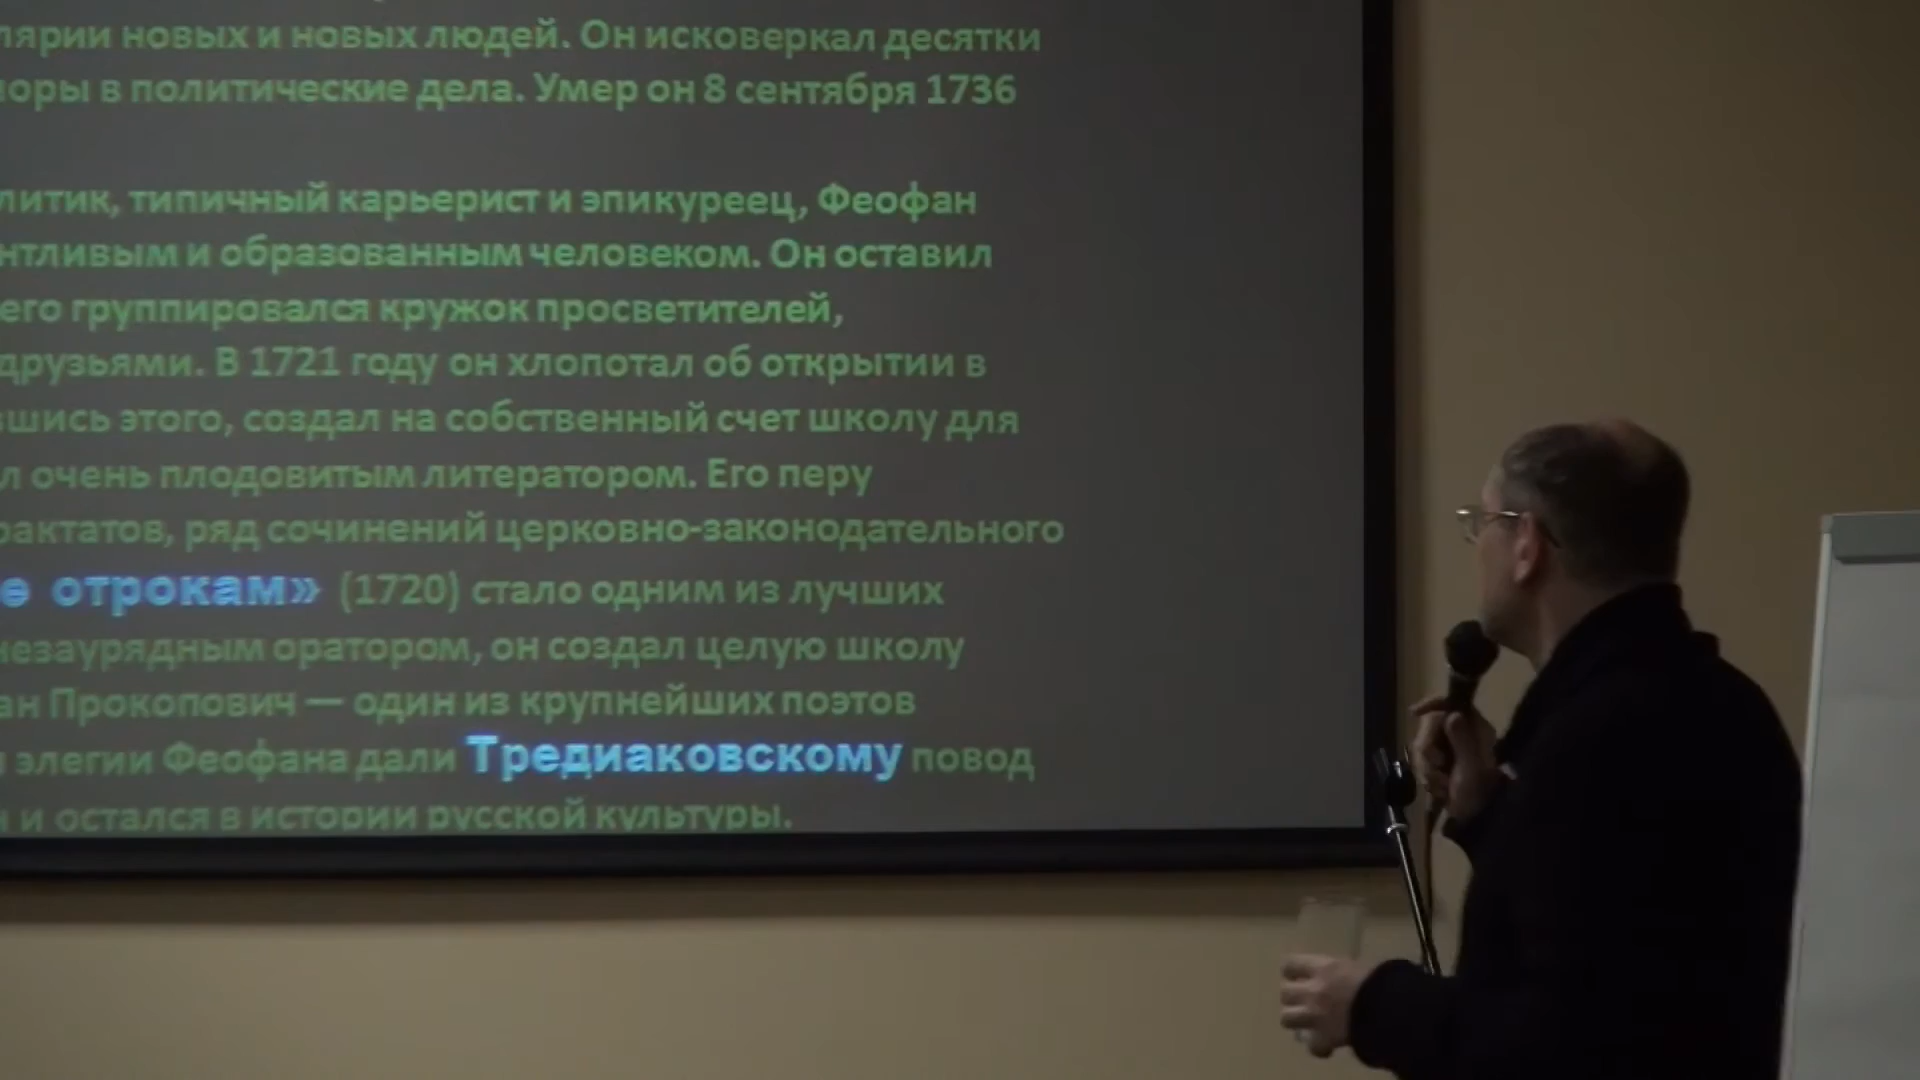 лярии новых и новых людей. Он исковеркал десятки
поры в политические дела. Умер он 8 сентября 1736
литик, типичный карьерист и эпикуреец, Феофан
нтливым и образованным человеком. Он оставил
его группировался кружок просветителей,
друзьями. В 1721 году он хлопотал об открытии в
вшись этого, создал на собственный счет школу для
л очень плодовитым литератором. Его перу
рактатов, ряд сочинений церковно-законодательного
е отрокам» (1720) стало одним из лучших
незаурядным оратором, он создал целую школу
ан Прокопович — один из крупнейших поэтов
элегии Феофана дали Тредиаковскому повод
н и остался в истории русской культуры.